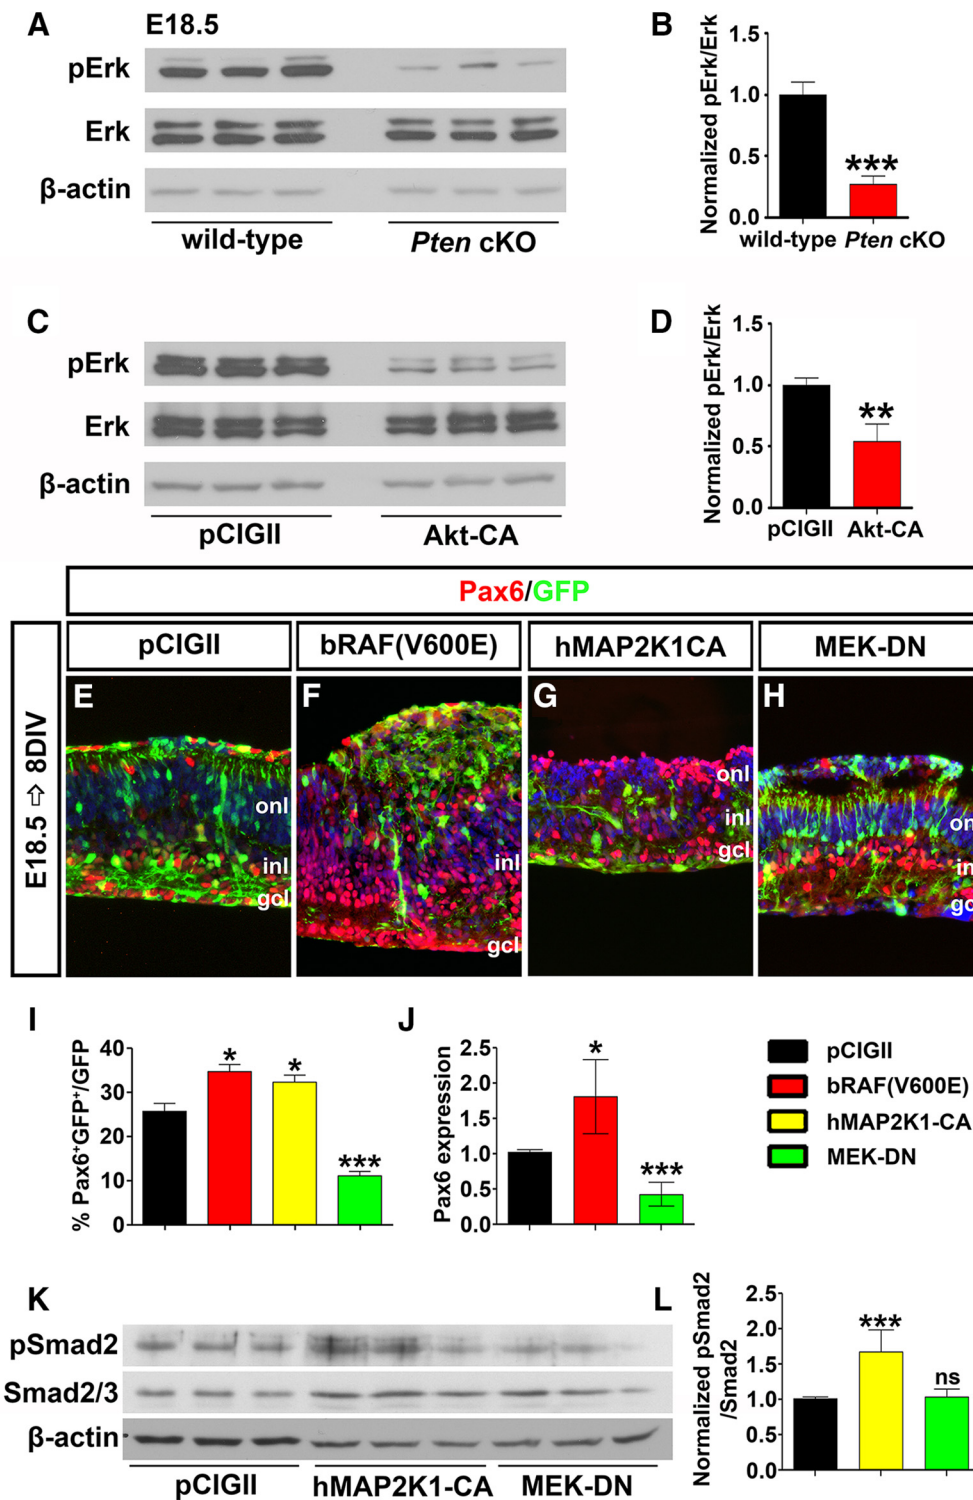 A
E18.5
pErk
Erk
β-actin
wild-type
Pten cKO
B
Normalized pErk/Erk
1.5
1.0
0.5
0.0
***
wild-type Pten cKO
C
pErk
Erk
β-actin
pCIGII
Akt-CA
D
Normalized pErk/Erk
1.5
1.0
0.5
0.0
**
pCIGII Akt-CA
Pax6/GFP
pCIGII
bRAF(V600E)
hMAP2K1CA
MEK-DN
E18.5 ⇨ 8DIV
E
onl
inl
gcl
F
inl
gcl
G
onl
inl
gcl
H
on
in
gc
I
% Pax6+GFP+/GFP
40
30
20
10
0
*
*
***
J
Pax6 expression
2.5
2.0
1.5
1.0
0.5
0.0
*
***
pCIGII
bRAF(V600E)
hMAP2K1-CA
MEK-DN
K
pSmad2
Smad2/3
β-actin
pCIGII
hMAP2K1-CA
MEK-DN
L
Normalized pSmad2
/Smad2
2.5
2.0
1.5
1.0
0.5
0.0
***
ns